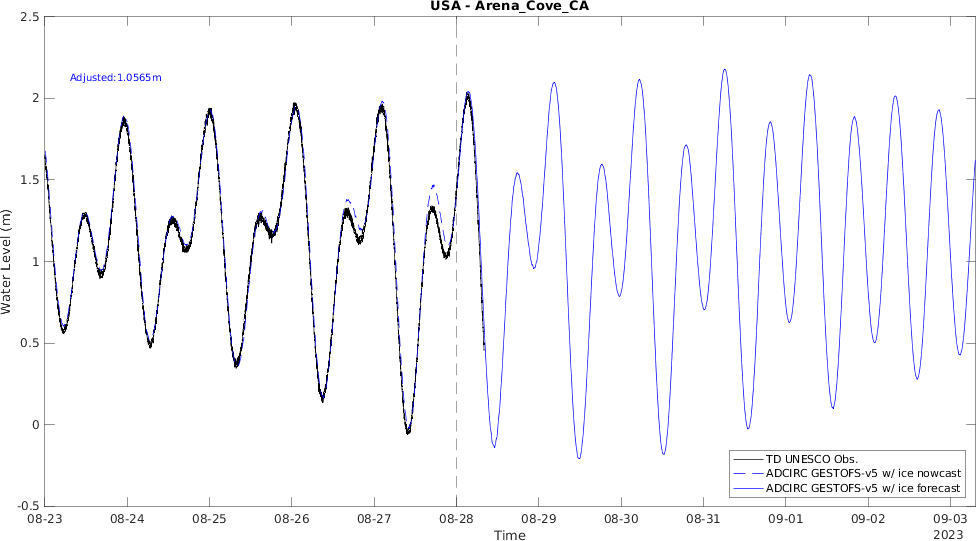 USA - Arena_Cove_CA
Adjusted:1.0565m
Water Level (m)
2.5
2
1.5
1
0.5
0
-0.5
TD UNESCO Obs.
ADCIRC GESTOFS-v5 w/ ice nowcast
ADCIRC GESTOFS-v5 w/ ice forecast
08-23 08-24 08-25 08-26 08-27 08-28 08-29 08-30 08-31 09-01 09-02 09-03
Time
2023